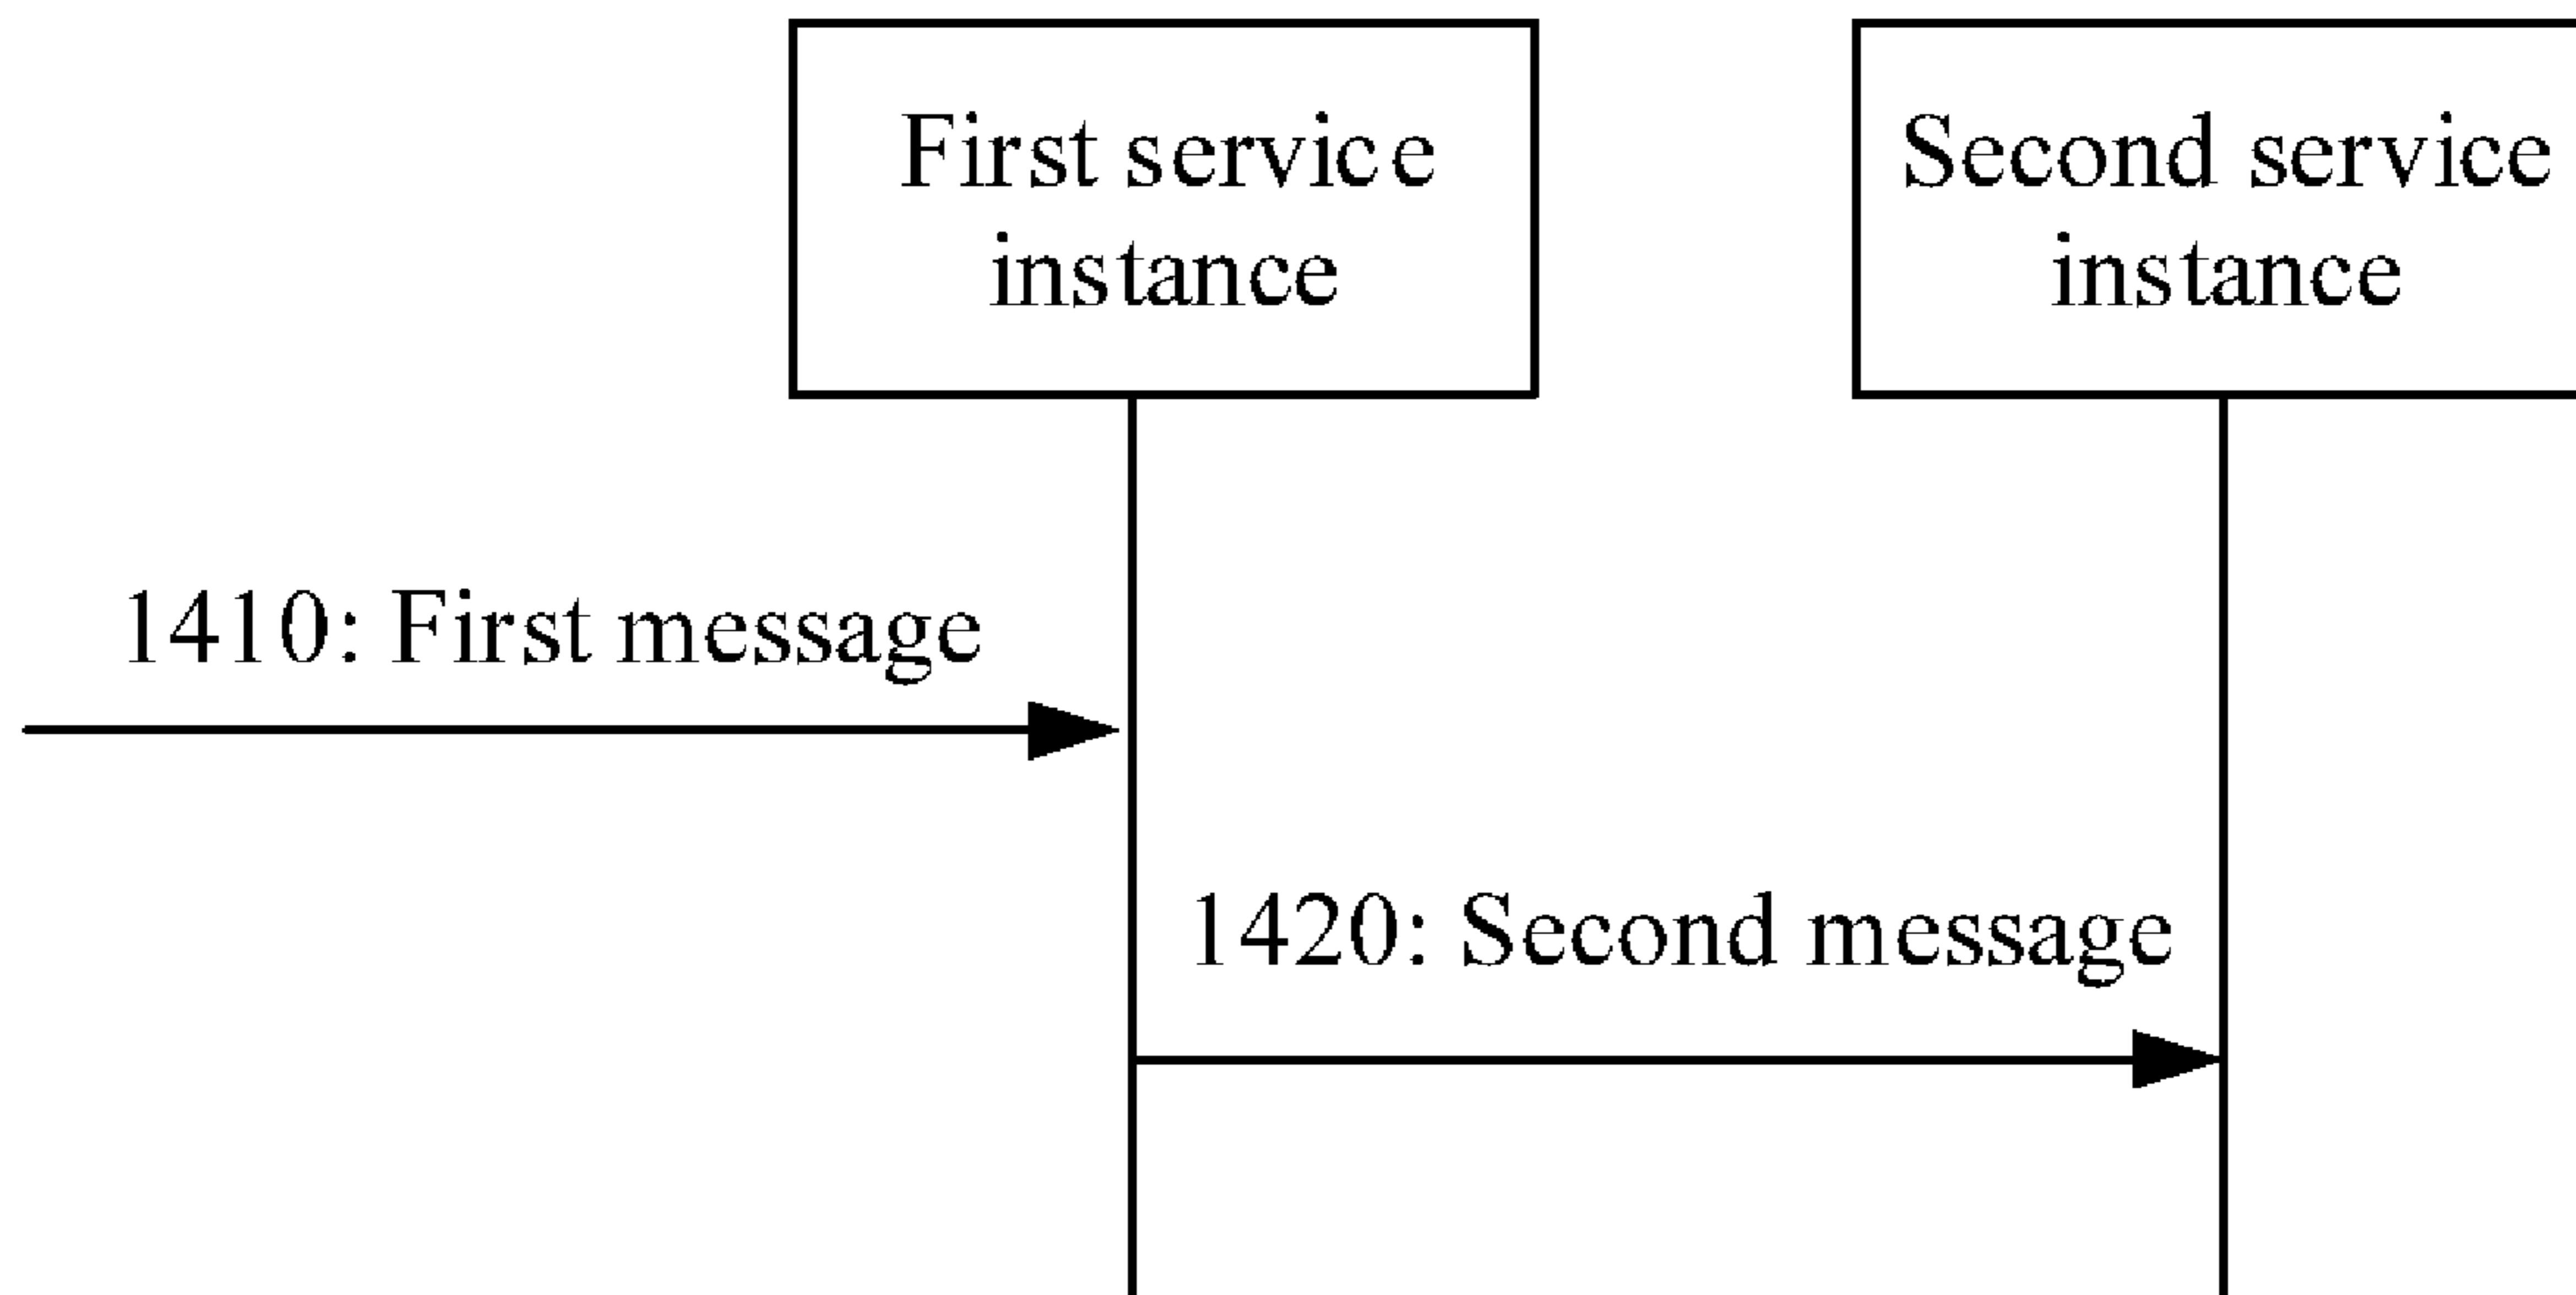 First service
instance
Second service
instance
1410: First message
1420: Second message